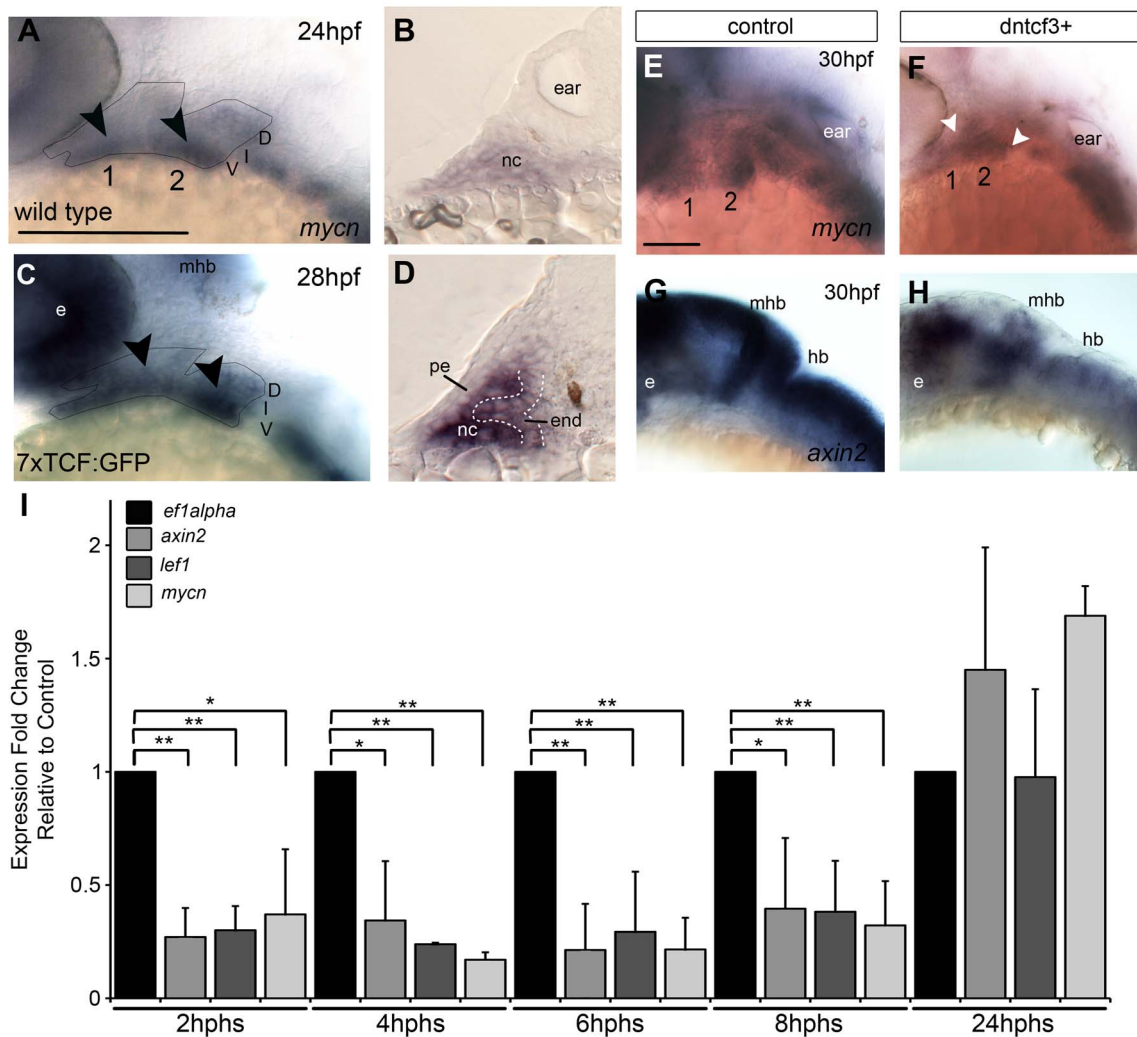 control
dntcf3+
A
24hpf
1
2
D
I
V
wild type
mycn
B
ear
nc
E
30hpf
ear
1
2
mycn
F
ear
1
2
C
mhb
28hpf
e
D
I
V
7xTCF:GFP
D
pe
nc
end
G
30hpf
mhb
hb
e
axin2
H
mhb
hb
e
I
ef1alpha
axin2
lef1
mycn
Expression Fold Change
Relative to Control
2
1.5
1
0.5
0
** ** *
* ** **
** ** **
* ** **
2hphs
4hphs
6hphs
8hphs
24hphs